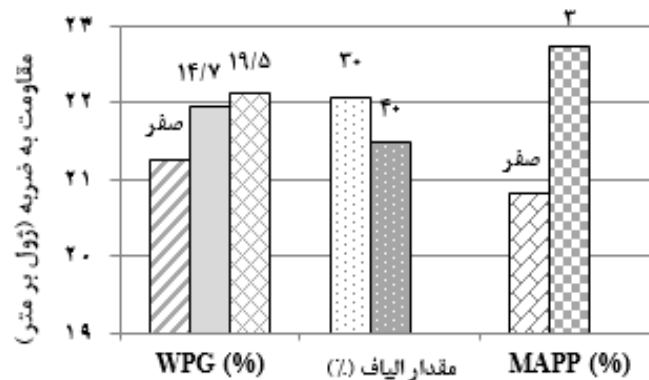 مقاومت به ضربه (ژول بر متر)
۲۳
۲۲
۲۱
۲۰
۱۹
صفر
۱۴/۷
۱۹/۵
۳۰
۴۰
صفر
۳
WPG (%)
مقدار الیاف (٪)
MAPP (%)